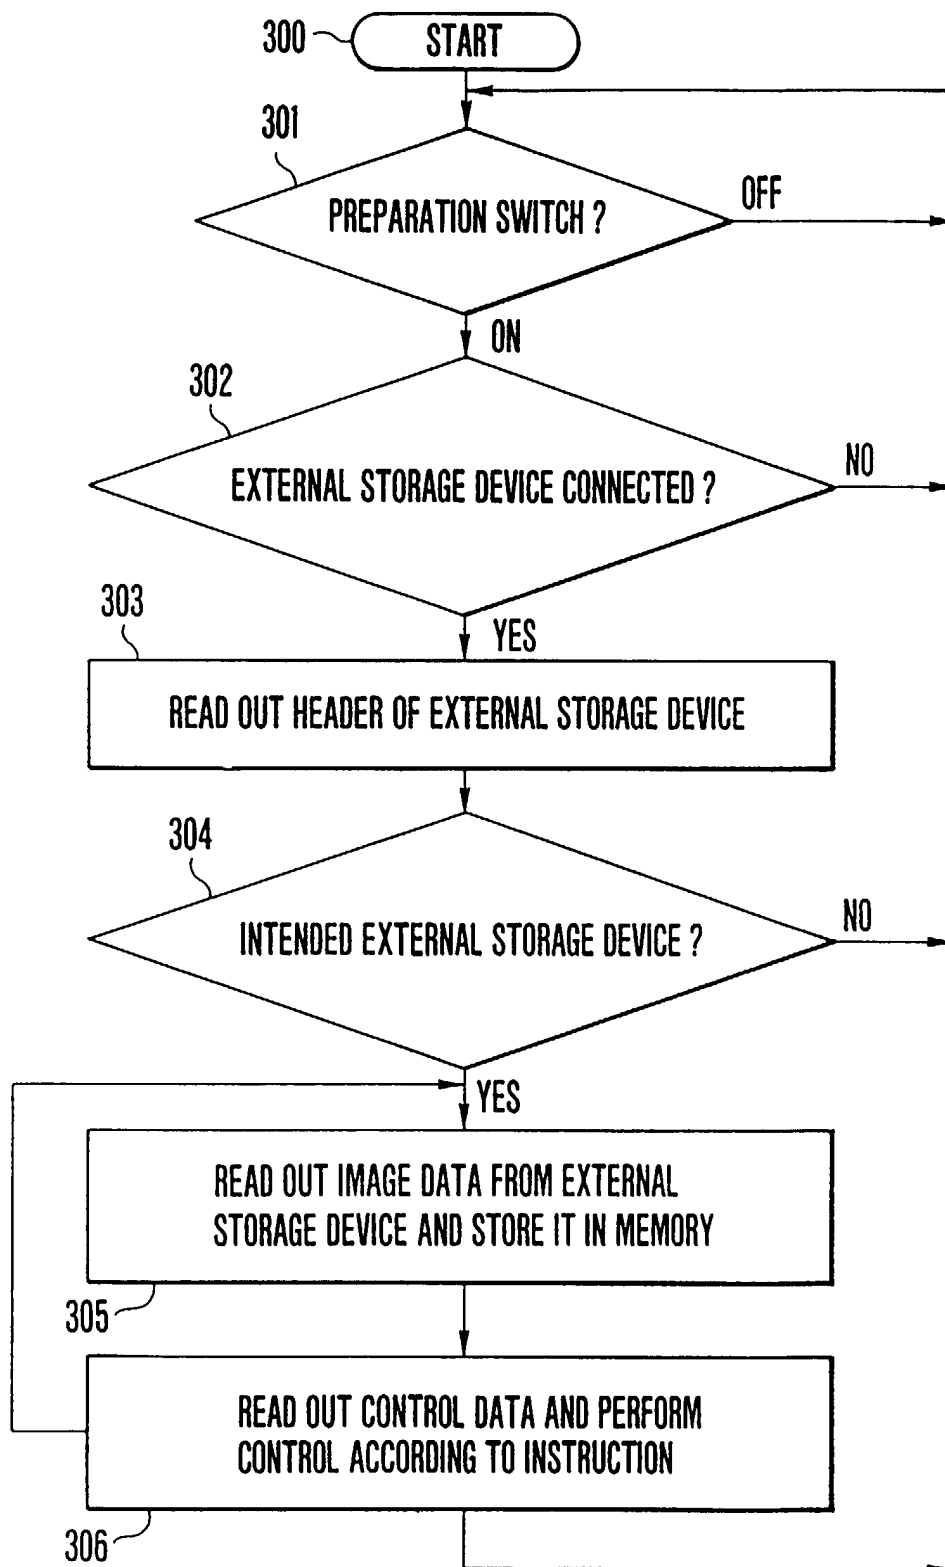 300
START
301
PREPARATION SWITCH ?
OFF
ON
302
EXTERNAL STORAGE DEVICE CONNECTED ?
NO
YES
303
READ OUT HEADER OF EXTERNAL STORAGE DEVICE
304
INTENDED EXTERNAL STORAGE DEVICE ?
NO
YES
READ OUT IMAGE DATA FROM EXTERNAL
STORAGE DEVICE AND STORE IT IN MEMORY
305
READ OUT CONTROL DATA AND PERFORM
CONTROL ACCORDING TO INSTRUCTION
306